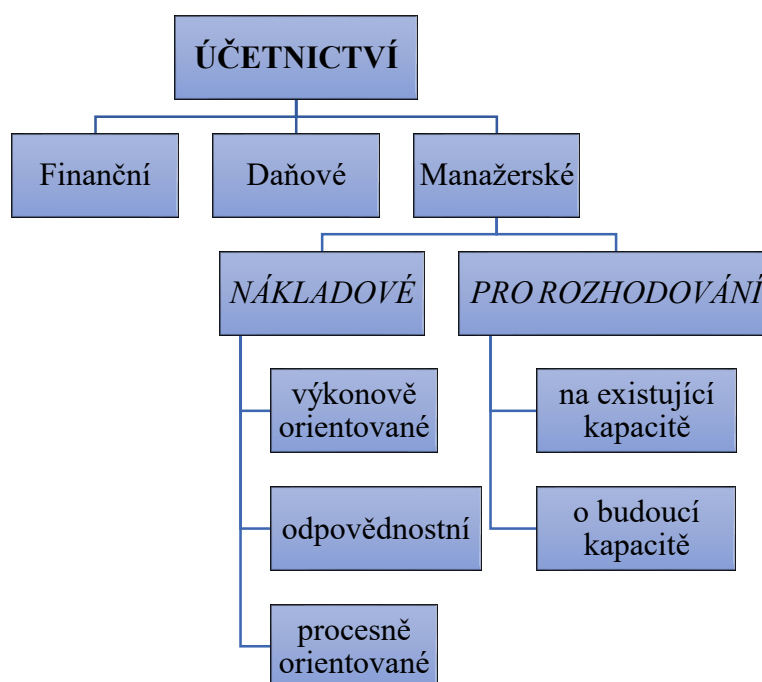 ÚČETNICTVÍ
Finanční
Daňové
Manažerské
NÁKLADOVÉ
PRO ROZHODOVÁNÍ
výkonově
orientované
odpovědnostní
procesně
orientované
na existující
kapacitě
o budoucí
kapacitě